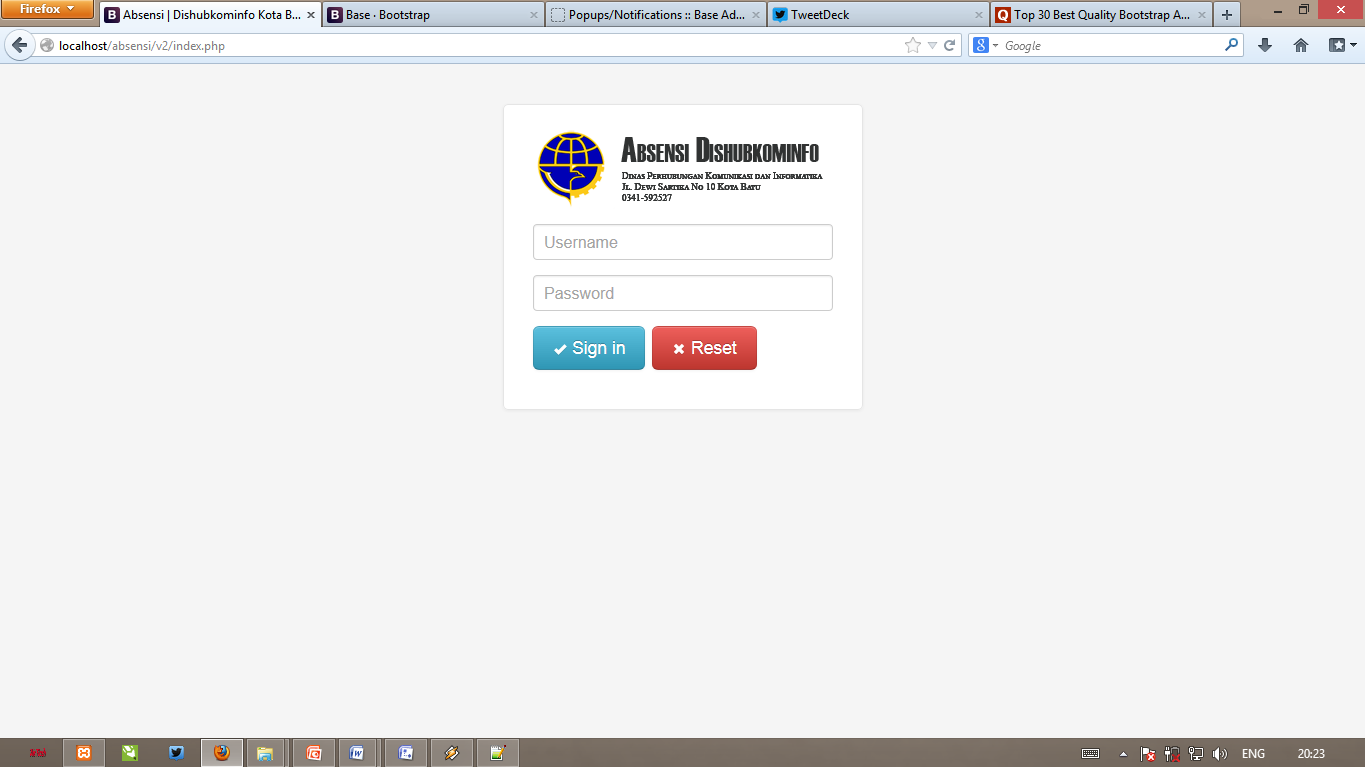 Firefox
Absensi | Dishubkominfo Kota B...
Base · Bootstrap
Popups/Notifications :: Base Ad...
TweetDeck
Top 30 Best Quality Bootstrap A...
localhost/absensi/v2/index.php
Google
Absensi Dishubkominfo
Dinas Perhubungan Komunikasi dan Informatika
Jl. Dewi Sartika No 10 Kota Batu
0341-592527
Username
Password
Sign in
Reset
ENG
20:23